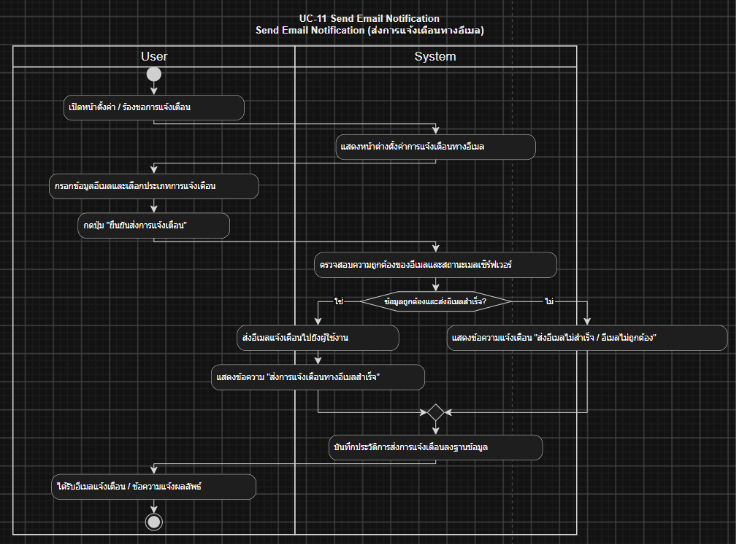 UC-11 Send Email Notification
Send Email Notification (ส่งการแจ้งเตือนทางอีเมล)
User
System
เปิดหน้าตั้งค่า / ร้องขอการแจ้งเตือน
แสดงหน้าต่างตั้งค่าการแจ้งเตือนทางอีเมล
กรอกข้อมูลอีเมลและเลือกประเภทการแจ้งเตือน
กดปุ่ม "ยืนยันส่งการแจ้งเตือน"
ตรวจสอบความถูกต้องของอีเมลและสถานะเมลเซิร์ฟเวอร์
ข้อมูลถูกต้องและส่งอีเมลสำเร็จ?
ใช่
ไม่
ส่งอีเมลแจ้งเตือนไปยังผู้ใช้งาน
แสดงข้อความแจ้งเตือน "ส่งอีเมลไม่สำเร็จ / อีเมลไม่ถูกต้อง"
แสดงข้อความ "ส่งการแจ้งเตือนทางอีเมลสำเร็จ"
บันทึกประวัติการส่งการแจ้งเตือนลงฐานข้อมูล
ได้รับอีเมลแจ้งเตือน / ข้อความแจ้งผลลัพธ์